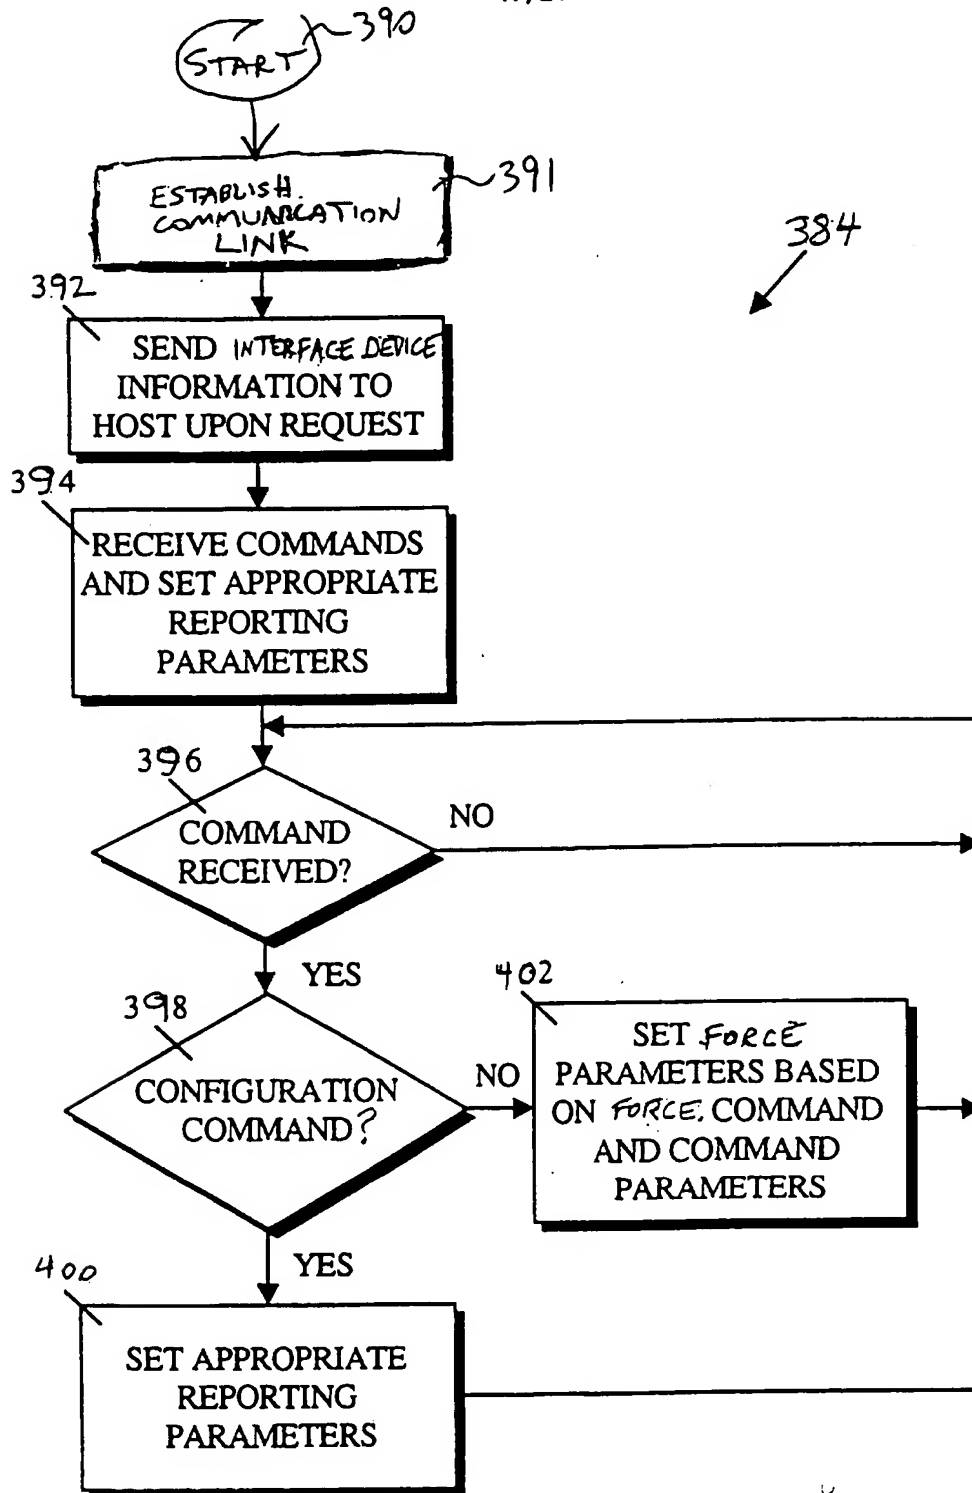 390
START
391
ESTABLISH
COMMUNICATION
LINK
384
392
SEND INTERFACE DEVICE
INFORMATION TO
HOST UPON REQUEST
394
RECEIVE COMMANDS
AND SET APPROPRIATE
REPORTING
PARAMETERS
396
COMMAND
RECEIVED?
NO
YES
398
CONFIGURATION
COMMAND?
NO
402
SET FORCE
PARAMETERS BASED
ON FORCE COMMAND
AND COMMAND
PARAMETERS
YES
400
SET APPROPRIATE
REPORTING
PARAMETERS